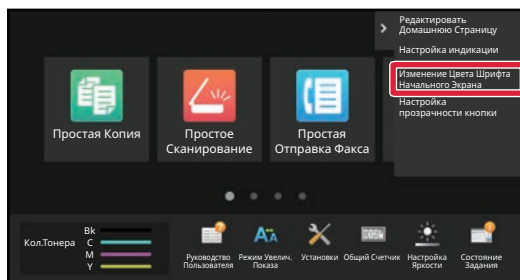 Редактировать
Домашнюю Страницу
Настройка индикации
Изменение Цвета Шрифта
Начального Экрана
Настройка
прозрачности кнопки
Простая Копия
Простое
Сканирование
Простая
Отправка Факса
Кол.Тонера
Bk
C
M
Y
Руководство
Пользователя
Режим Увелич.
Показа
Установки
Общий Счетчик
Настройка
Яркости
Состояние
Задания